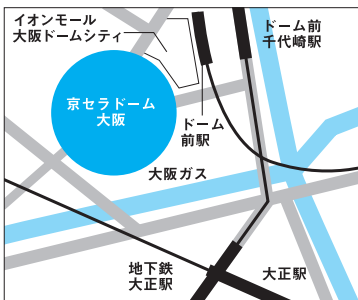 イオンモール
大阪ドームシティ
ドーム前
千代崎駅
京セラドーム
大阪
ドーム
前駅
大阪ガス
地下鉄
大正駅
大正駅